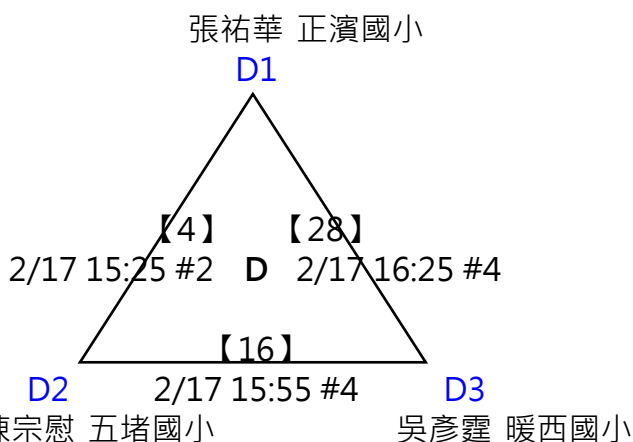 張祐華 正濱國小
D1
【4】 【28】
2/17 15:25 #2 D 2/17 16:25 #4
【16】
D2 2/17 15:55 #4 D3
陳宗慰 五堵國小 吳彥霆 暖西國小